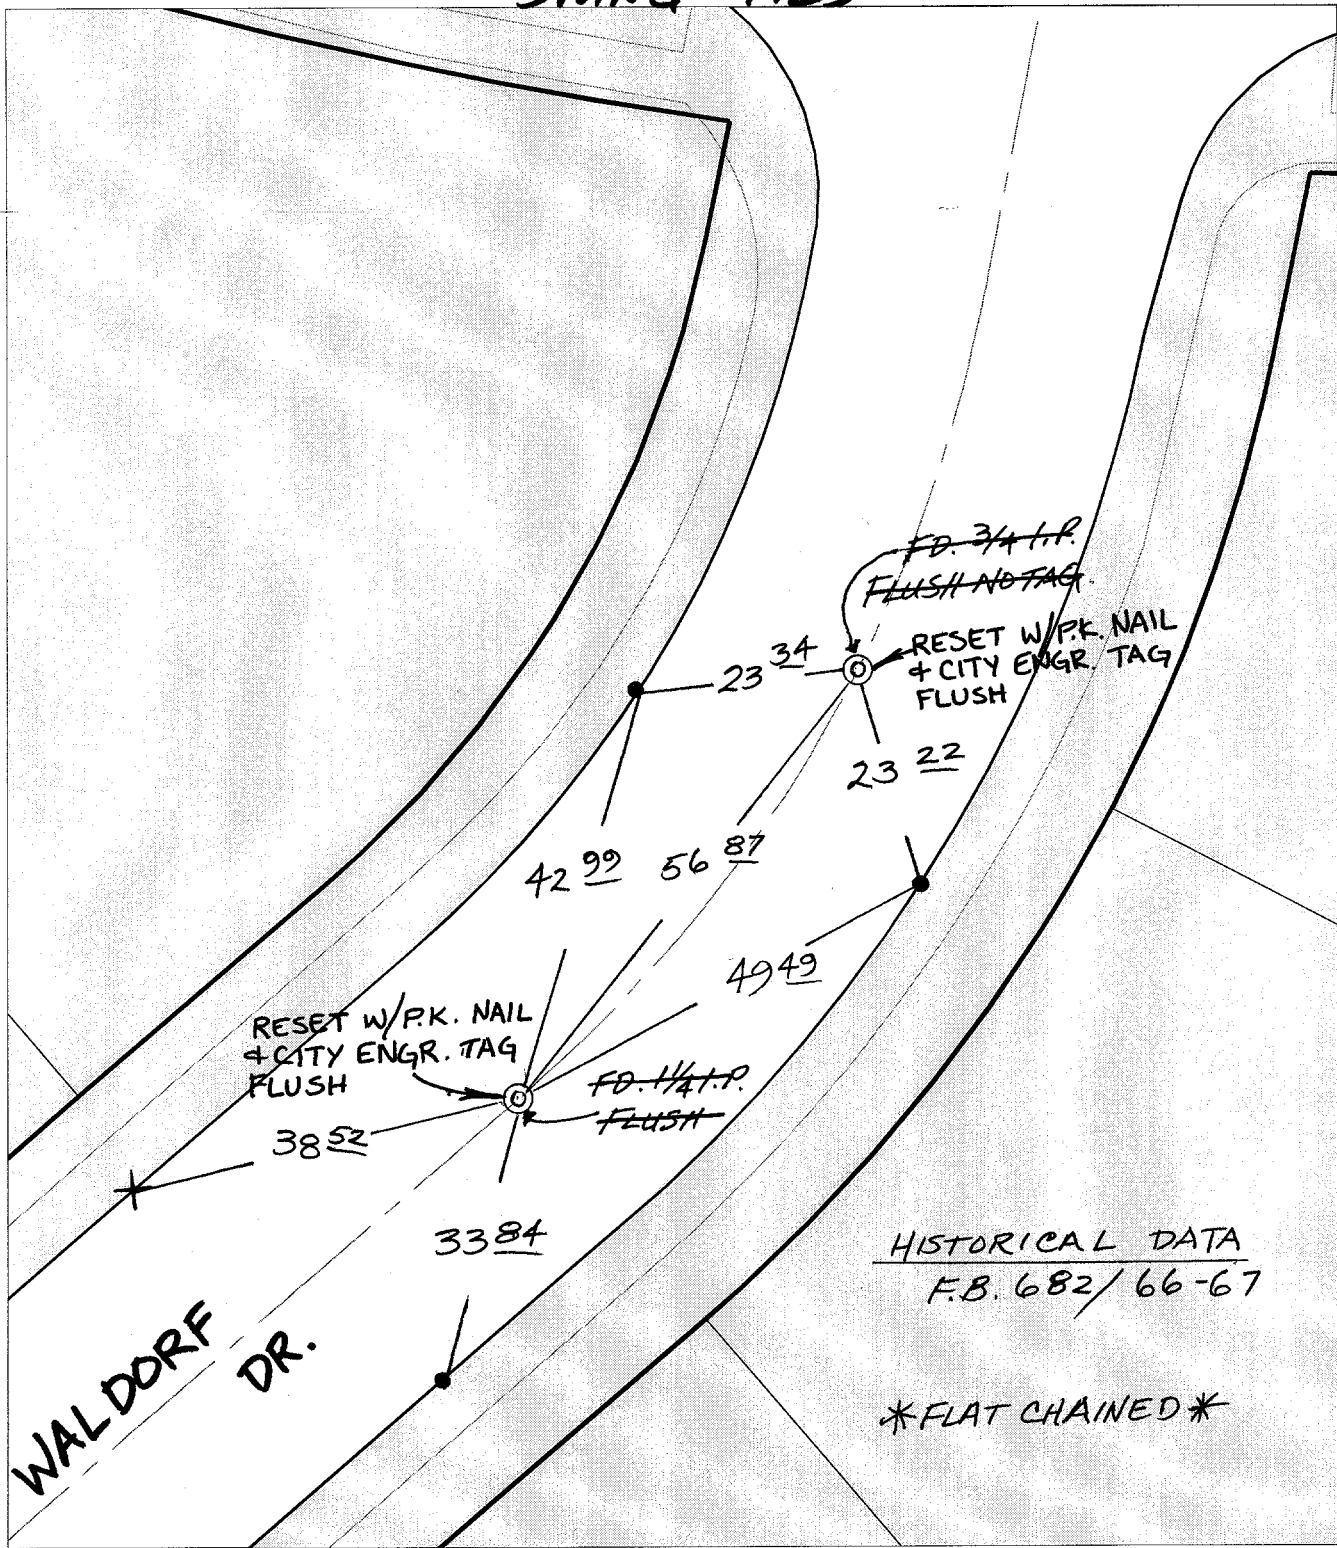 SWING TIES
FD. 3/4 I.P.
FLUSH NO TAG.
RESET W/P.K. NAIL
& CITY ENGR. TAG
FLUSH
23 34
23 22
42 99
56 87
49 49
RESET W/P.K. NAIL
& CITY ENGR. TAG
FLUSH
FD. 1 1/4 I.P.
FLUSH
38 52
33 84
HISTORICAL DATA
F.B. 682/66-67
*FLAT CHAINED*
WALDORF
DR.